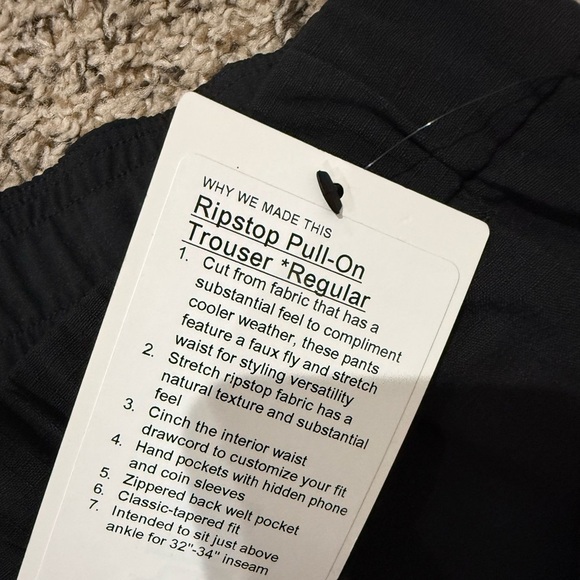 WHY WE MADE THIS
Ripstop Pull-On
Trouser *Regular
1. Cut from fabric that has a
substantial feel to compliment
cooler weather, these pants
feature a faux fly and stretch
waist for styling versatility
2. Stretch ripstop fabric has a
natural texture and substantial
feel
3. Cinch the interior waist
drawcord to customize your fit
4. Hand pockets with hidden phone
and coin sleeves
5. Zippered back welt pocket
6. Classic-tapered fit
7. Intended to sit just above
ankle for 32"-34" inseam